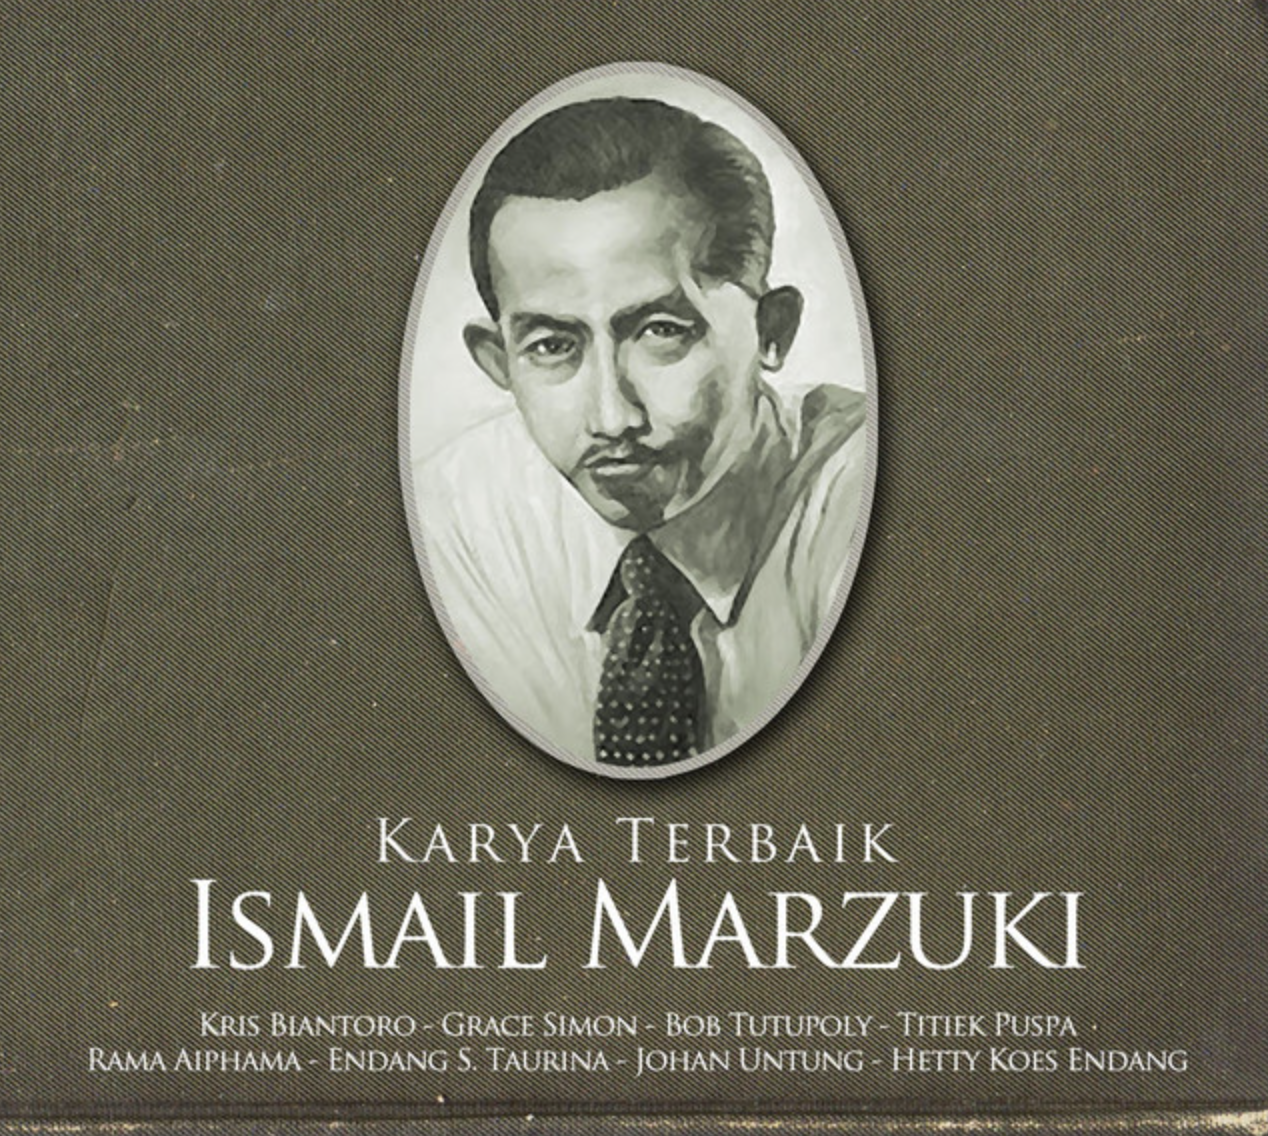 KARYA TERBAIK
ISMAIL MARZUKI
KRIS BIANTORO - GRACE SIMON - BOB TUTUPOLY - TITIEK PUSPA
RAMA AIPHAMA - ENDANG S. TAURINA - JOHAN UNTUNG - HETTY KOES ENDANG